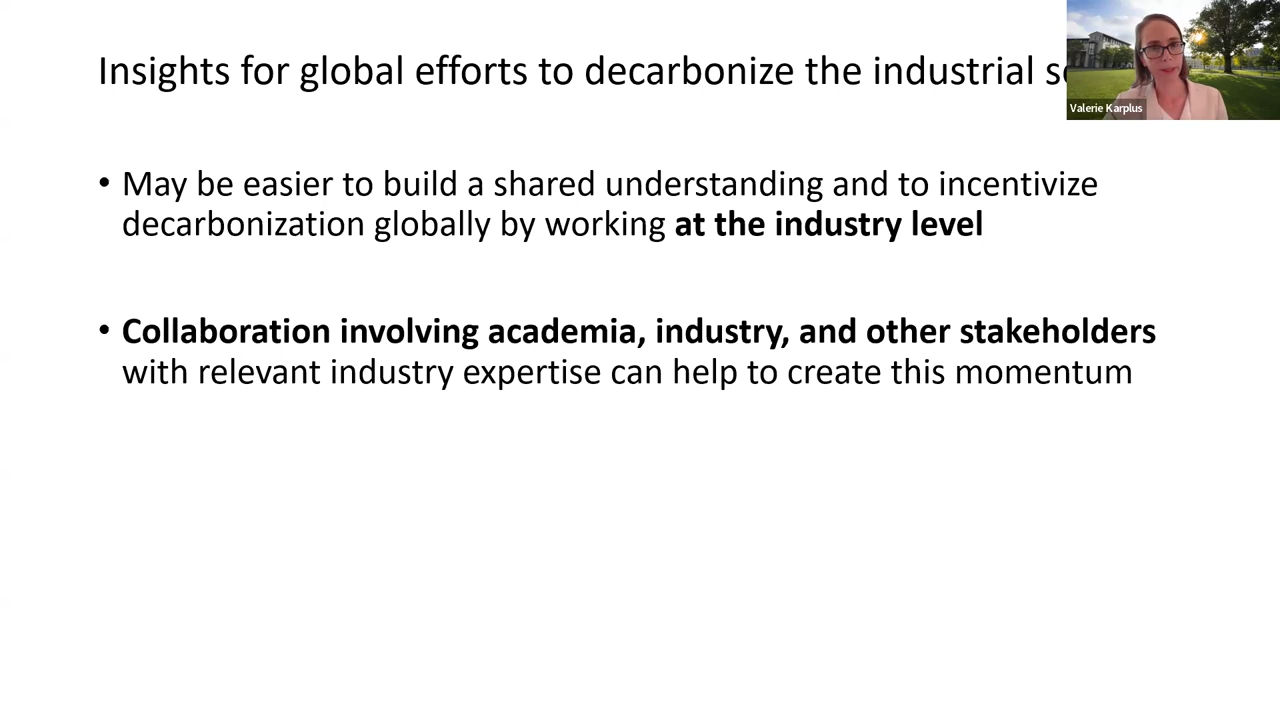 Insights for global efforts to decarbonize the industrial
Valerie Karplus
• May be easier to build a shared understanding and to incentivize
decarbonization globally by working at the industry level
• Collaboration involving academia, industry, and other stakeholders
with relevant industry expertise can help to create this momentum